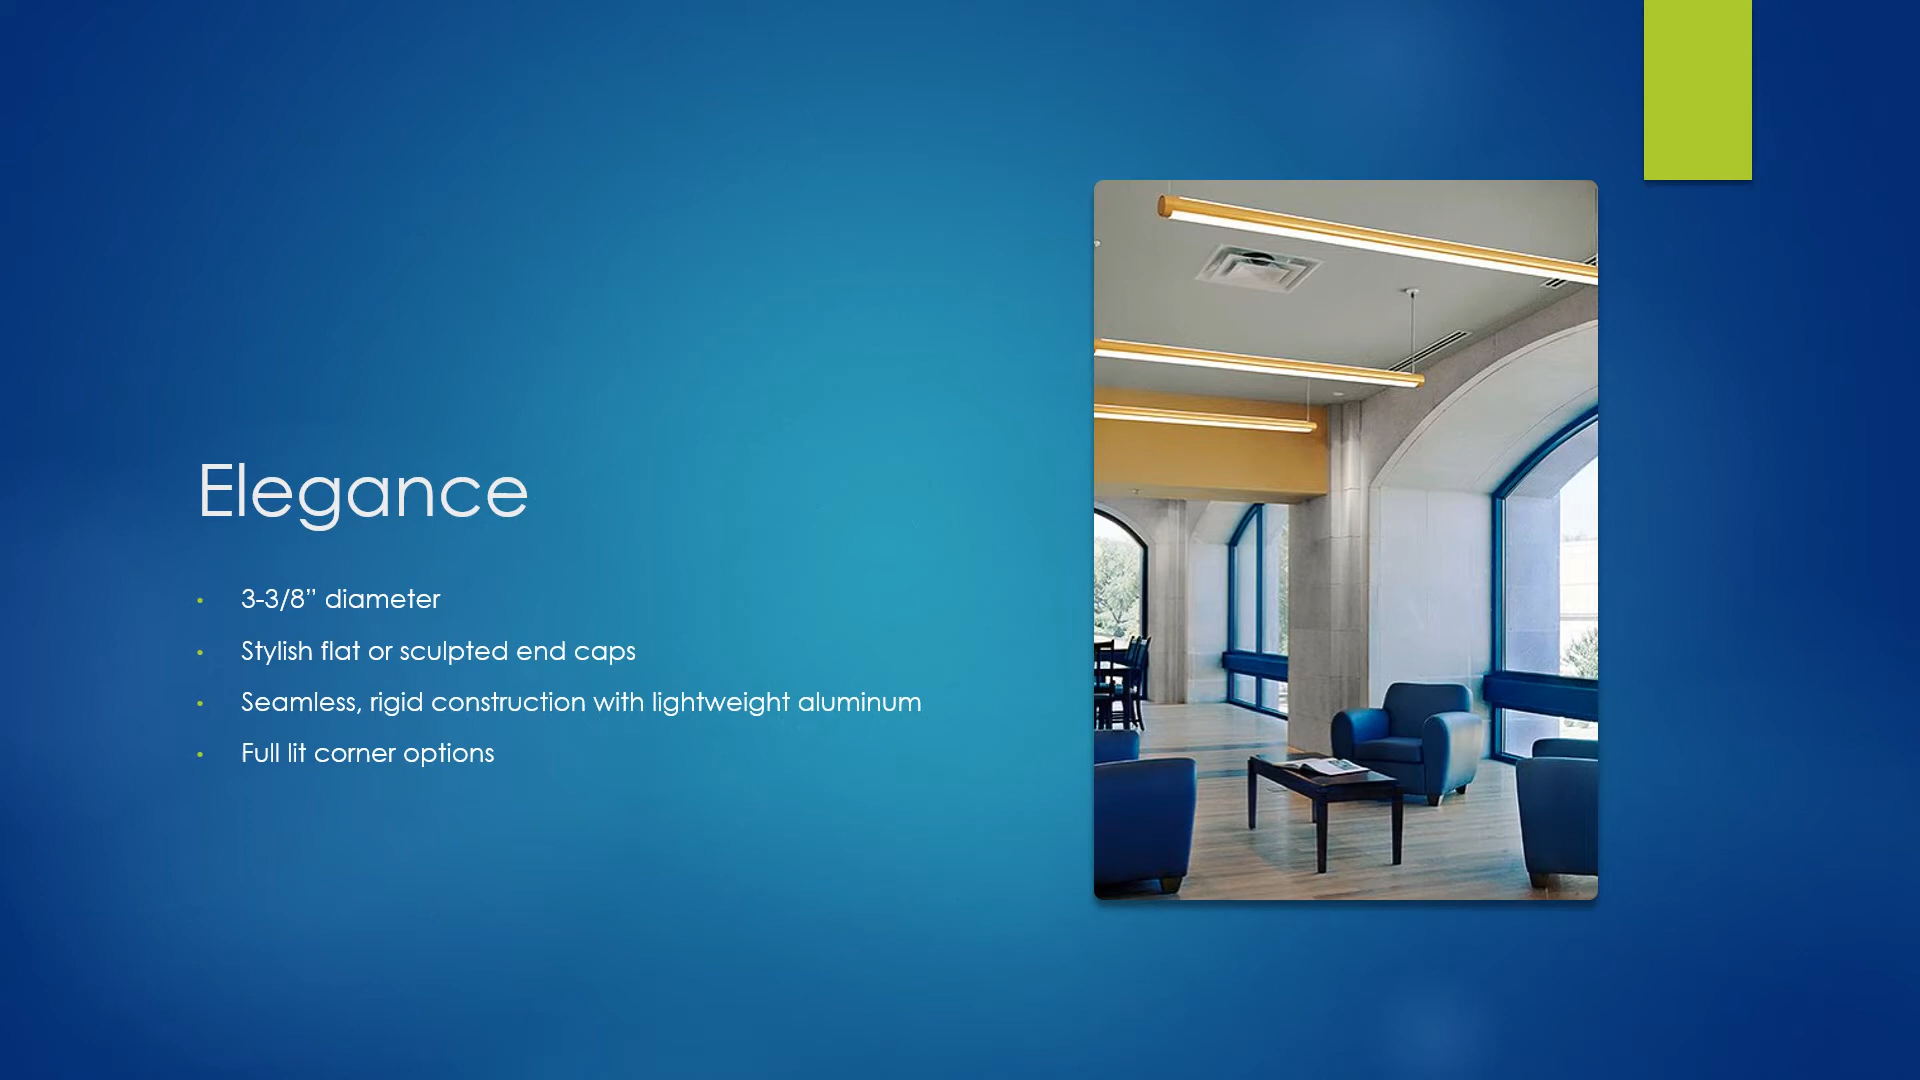 Elegance
• 3-3/8” diameter
• Stylish flat or sculpted end caps
• Seamless, rigid construction with lightweight aluminum
• Full lit corner options